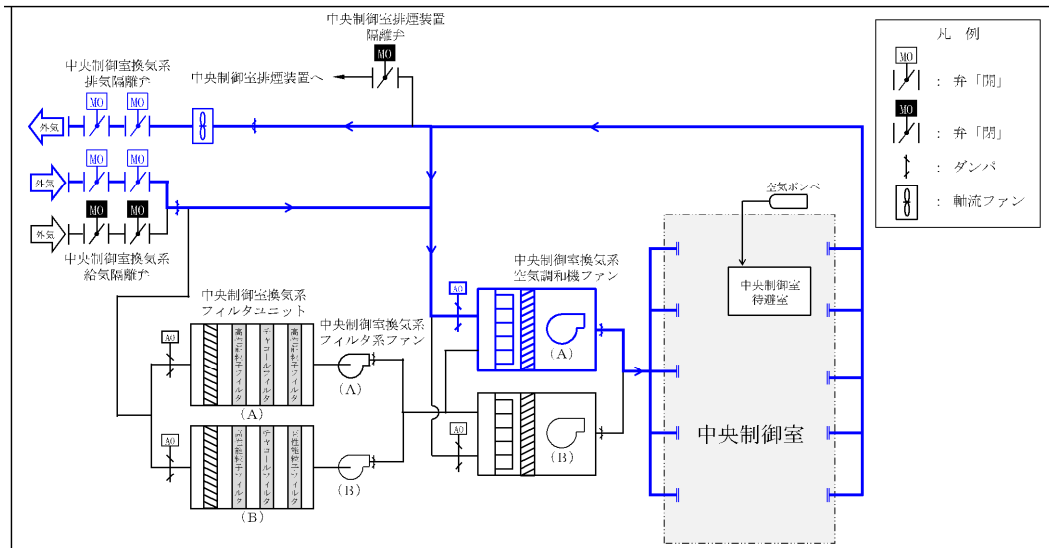 中央制御室排煙装置
隔離弁
MO
中央制御室排煙装置へ
中央制御室換気系
排気隔離弁
MO
MO
外気
MO
MO
外気
MO
MO
外気
中央制御室換気系
給気隔離弁
中央制御室換気系
フィルタユニット
中央制御室換気系
フィルタ系ファン
中央制御室換気系
空気調和機ファン
AO
高性能粒子フィルタ
チャコールフィルタ
高性能粒子フィルタ
(A)
(A)
AO
高性能粒子フィルタ
チャコールフィルタ
高性能粒子フィルタ
(B)
(B)
AO
(A)
AO
(B)
空気ボンベ
中央制御室
待避室
中央制御室
凡 例
MO
: 弁「開」
MO
: 弁「閉」
: ダンパ
: 軸流ファン